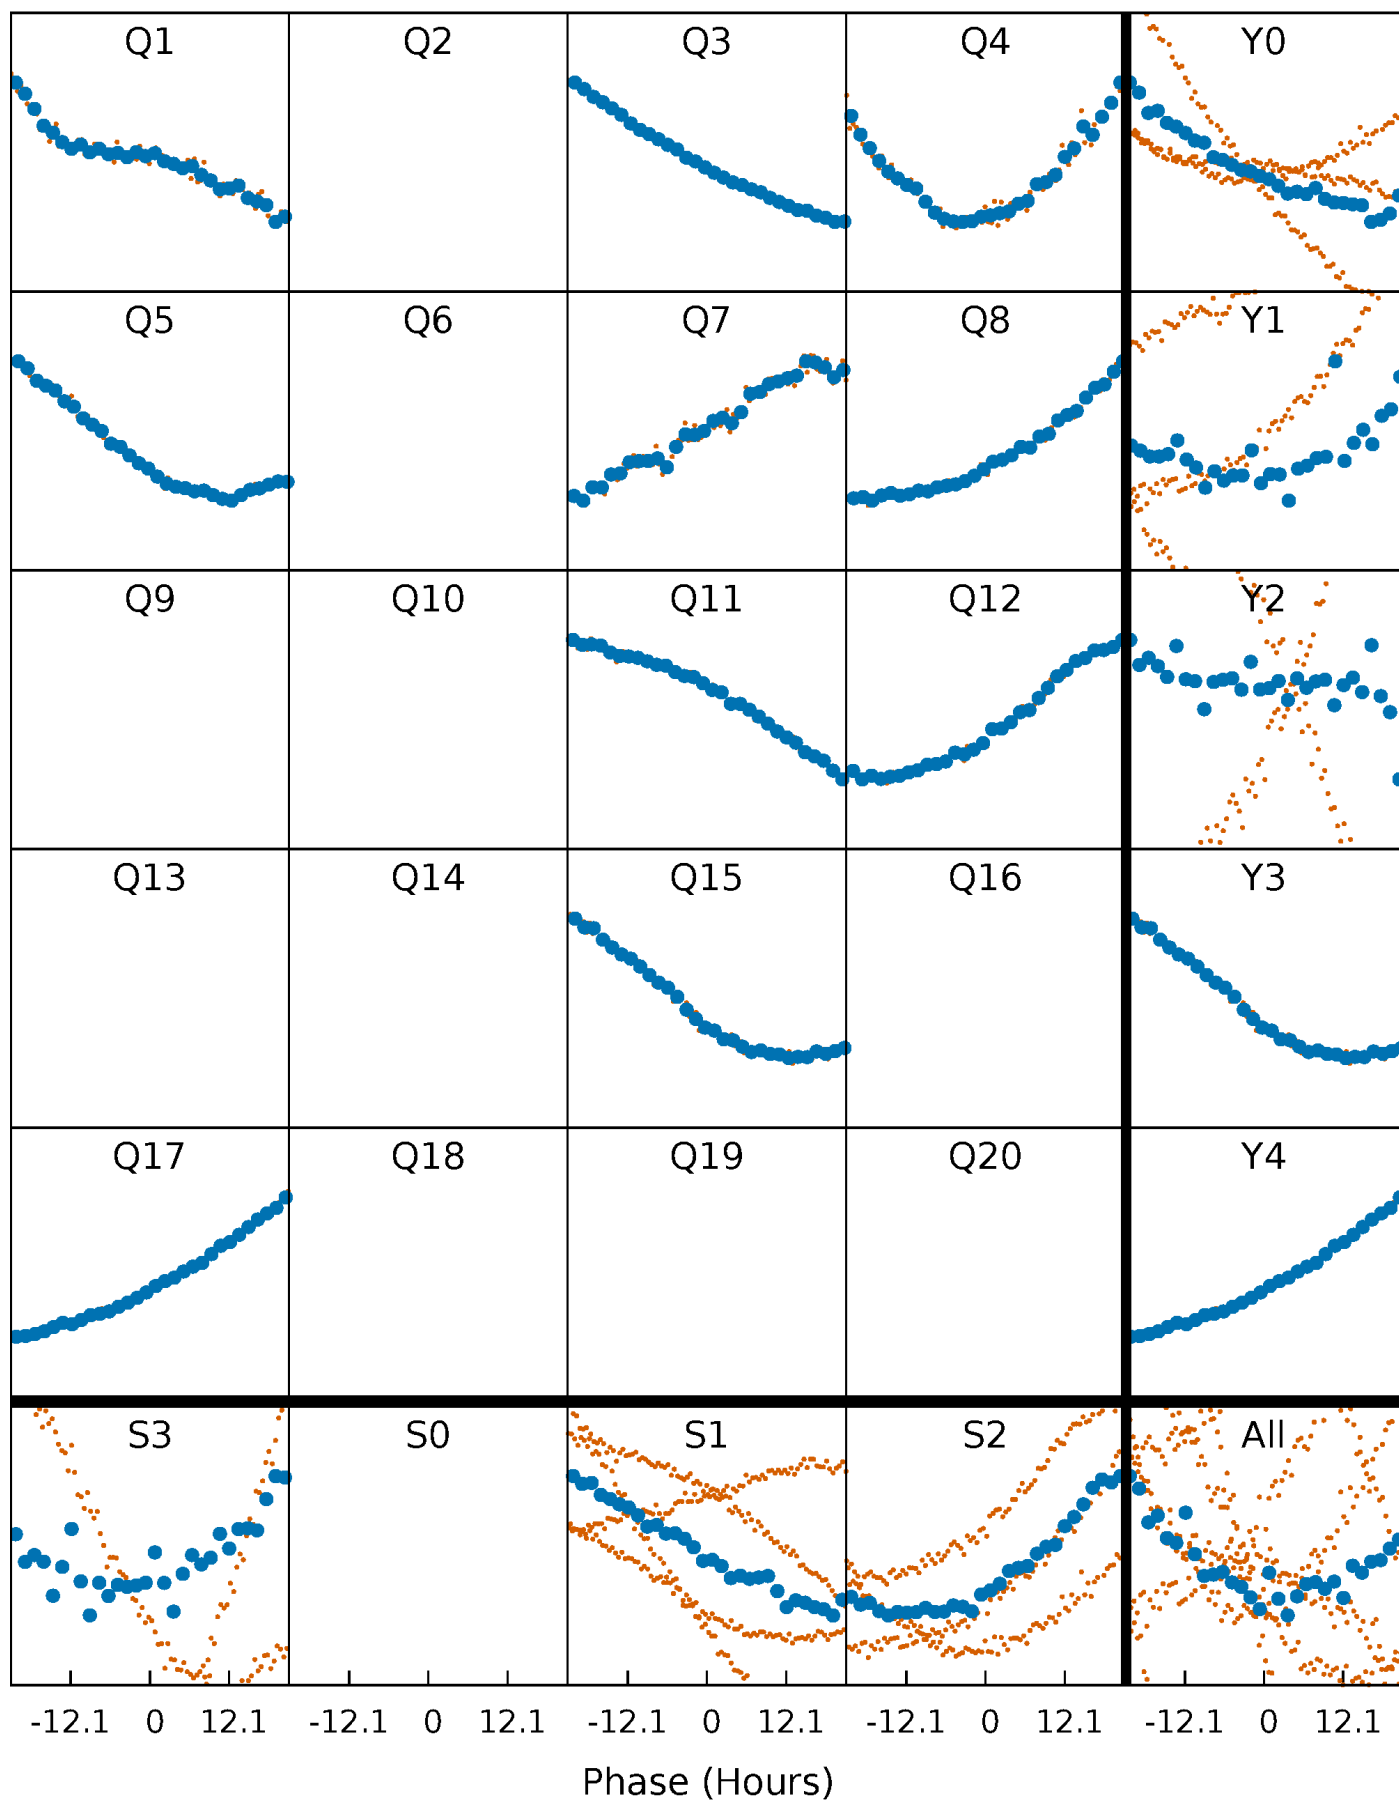 Q1 Q2 Q3 Q4 Y0
Q5 Q6 Q7 Q8 Y1
Q9 Q10 Q11 Q12 Y2
Q13 Q14 Q15 Q16 Y3
Q17 Q18 Q19 Q20 Y4
S3 S0 S1 S2 All
-12.1 0 12.1 -12.1 0 12.1 -12.1 0 12.1 -12.1 0 12.1 -12.1 0 12.1
Phase (Hours)